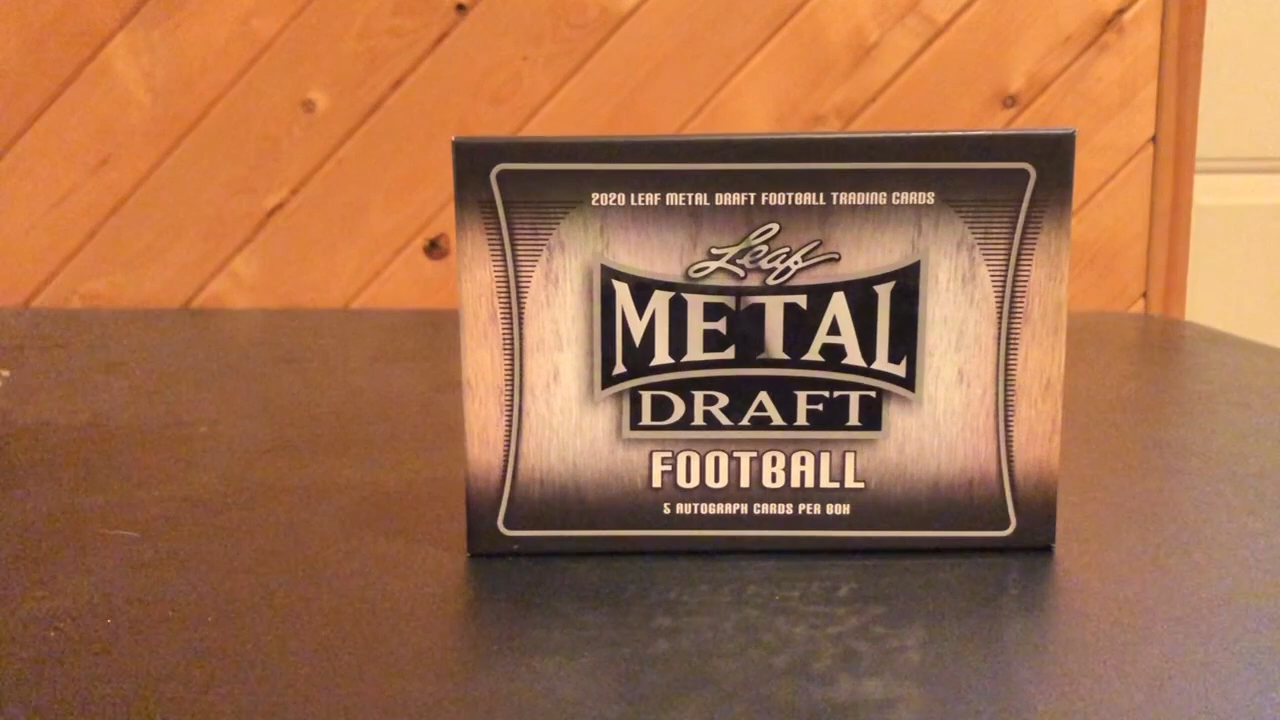 2020 LEAF METAL DRAFT FOOTBALL TRADING CARDS
Leaf
METAL
DRAFT
FOOTBALL
5 AUTOGRAPH CARDS PER BOX